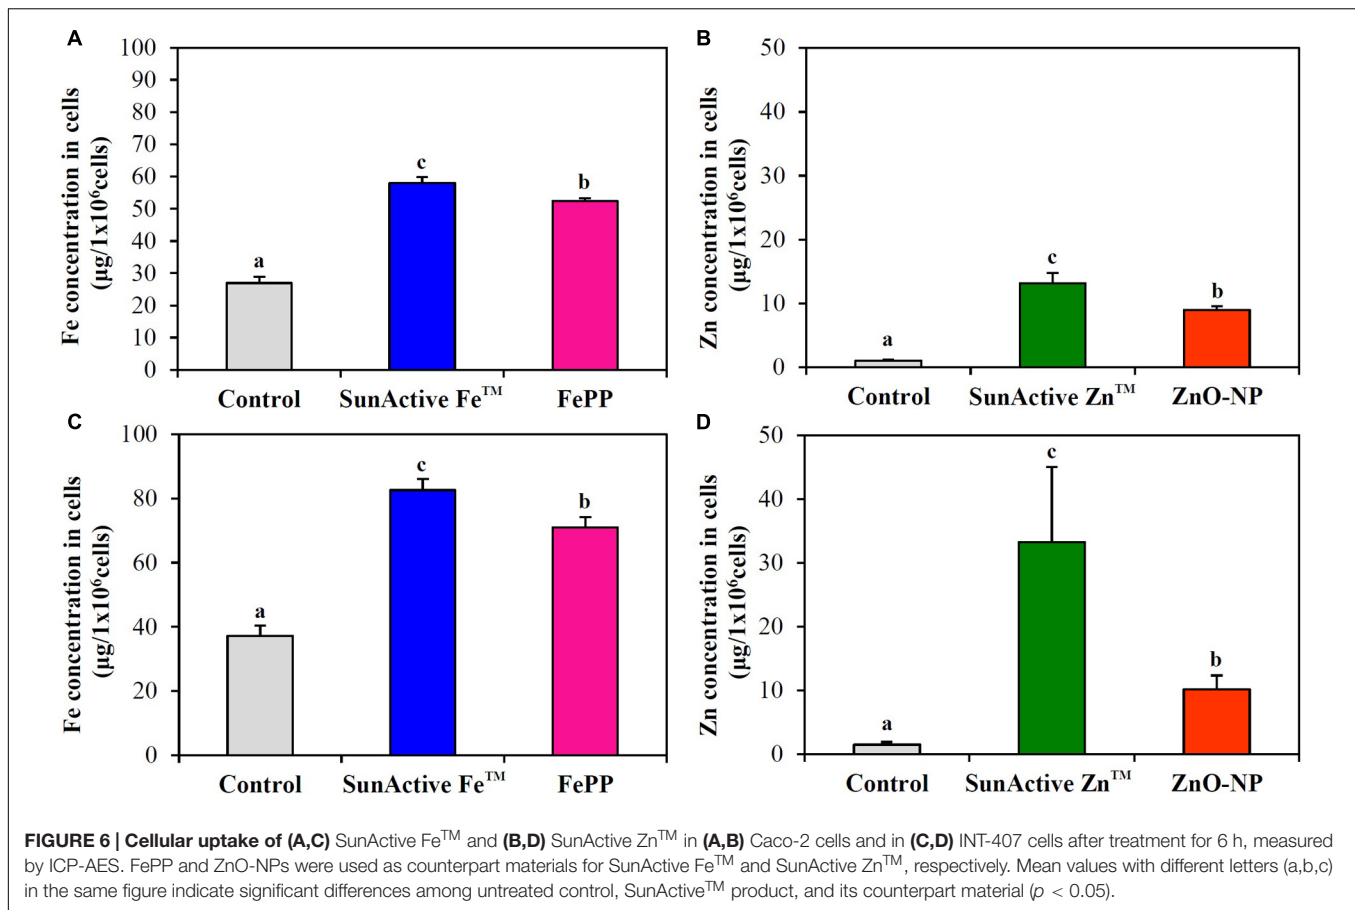 A
Fe concentration in cells
(µg/1x10⁶cells)
100
90
80
70
60
50
40
30
20
10
0
a
c
b
Control SunActive Fe™ FePP
B
Zn concentration in cells
(µg/1x10⁶cells)
50
40
30
20
10
0
a
c
b
Control SunActive Zn™ ZnO-NP
C
Fe concentration in cells
(µg/1x10⁶cells)
100
80
60
40
20
0
a
c
b
Control SunActive Fe™ FePP
D
Zn concentration in cells
(µg/1x10⁶cells)
50
40
30
20
10
0
a
c
b
Control SunActive Zn™ ZnO-NP
FIGURE 6 | Cellular uptake of (A,C) SunActive Fe™ and (B,D) SunActive Zn™ in (A,B) Caco-2 cells and in (C,D) INT-407 cells after treatment for 6 h, measured
by ICP-AES. FePP and ZnO-NPs were used as counterpart materials for SunActive Fe™ and SunActive Zn™, respectively. Mean values with different letters (a,b,c)
in the same figure indicate significant differences among untreated control, SunActive™ product, and its counterpart material (p < 0.05).